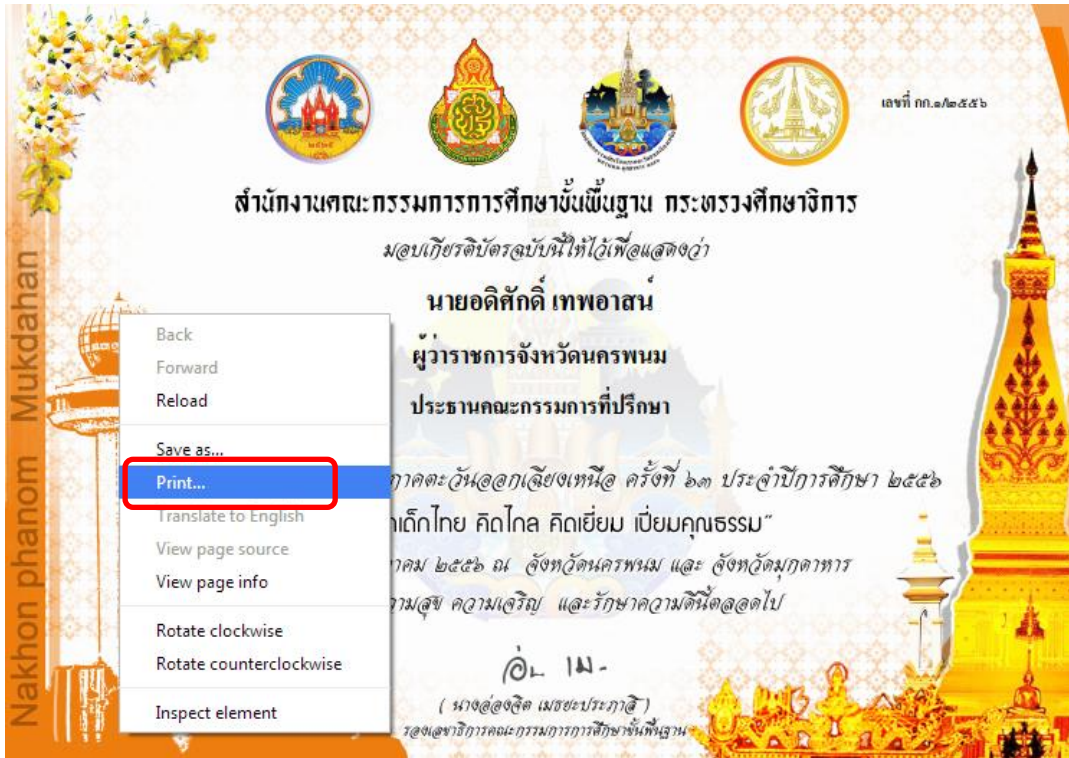 เลขที่ กก.๑/๒๕๕๖
สำนักงานคณะกรรมการการศึกษาขั้นพื้นฐาน กระทรวงศึกษาธิการ
มอบเกียรติบัตรฉบับนี้ให้ไว้เพื่อแสดงว่า
นายอดิศักดิ์ เทพอาสน์
ผู้ว่าราชการจังหวัดนครพนม
ประธานคณะกรรมการที่ปรึกษา
ภาคตะวันออกเฉียงเหนือ ครั้งที่ ๖๓ ประจำปีการศึกษา ๒๕๕๖
เด็กไทย คิดไกล คิดเยี่ยม เปี่ยมคุณธรรม"
๒๕๕๖ ณ จังหวัดนครพนม และ จังหวัดมุกดาหาร
ความเจริญ และรักษาความดีนี้ตลอดไป
( นางอ่องจิต เมธยะประภาส )
รองเลขาธิการคณะกรรมการการศึกษาขั้นพื้นฐาน
Nakhon phanom Mukdahan
Back
Forward
Reload
Save as...
Print...
Translate to English
View page source
View page info
Rotate clockwise
Rotate counterclockwise
Inspect element